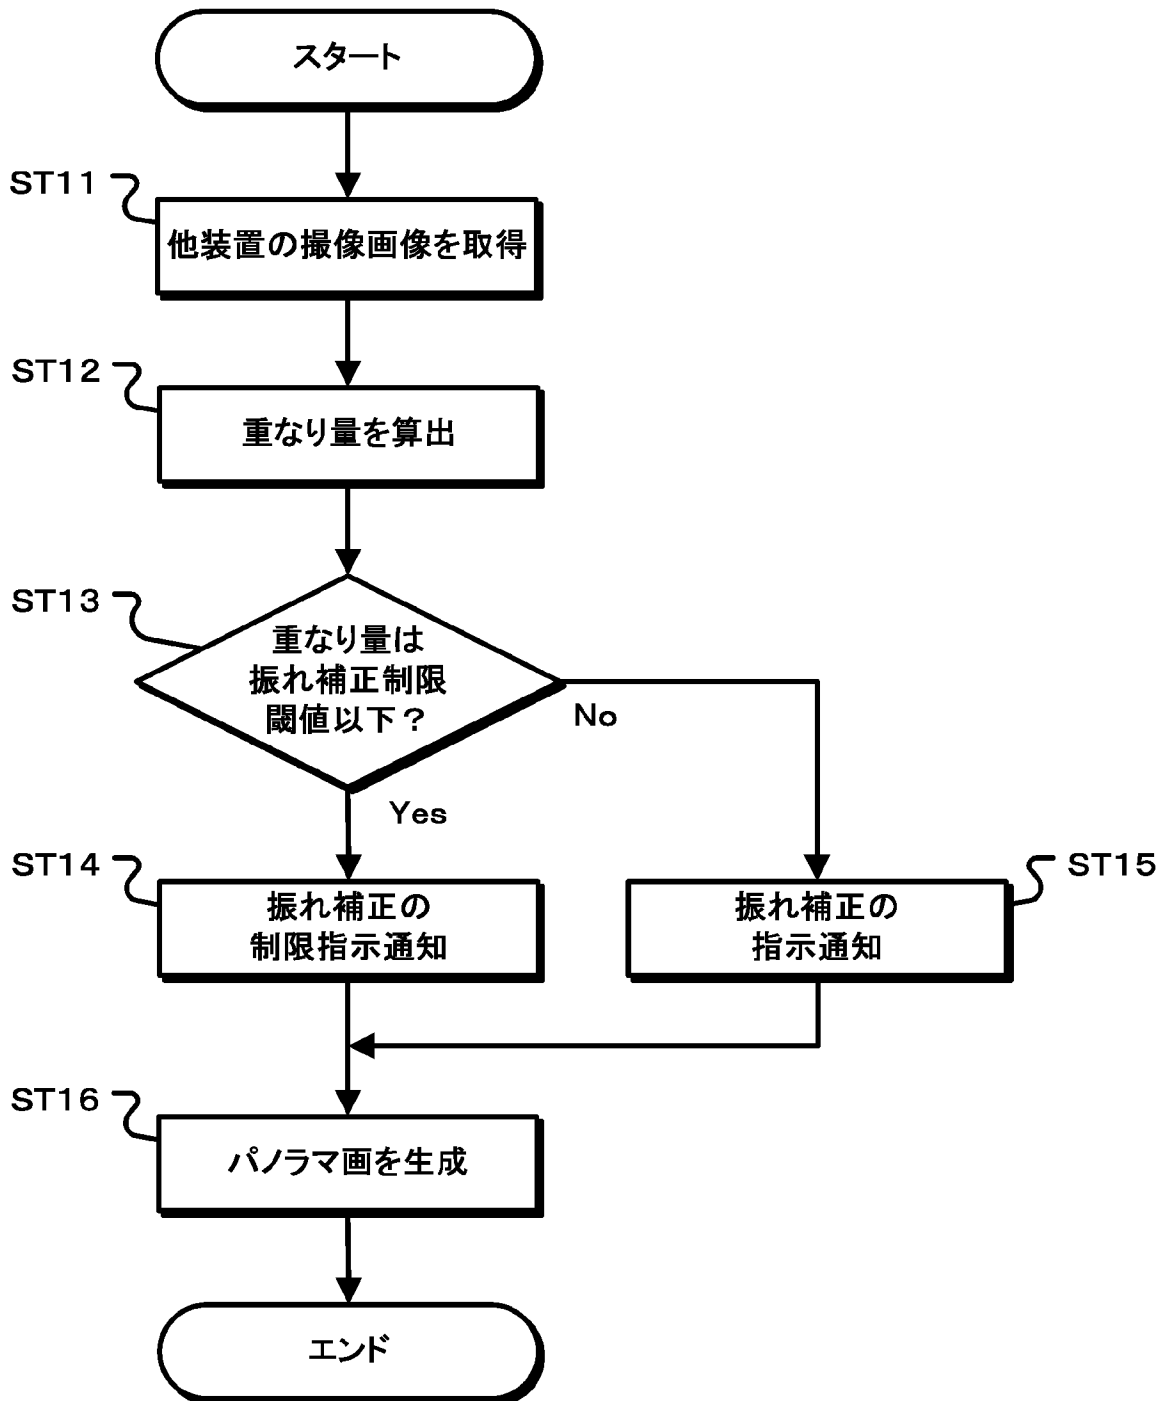 スタート
ST11
他装置の撮像画像を取得
ST12
重なり量を算出
ST13
重なり量は
振れ補正制限
閾値以下？
No
Yes
ST14
振れ補正の
制限指示通知
ST15
振れ補正の
指示通知
ST16
パノラマ画を生成
エンド